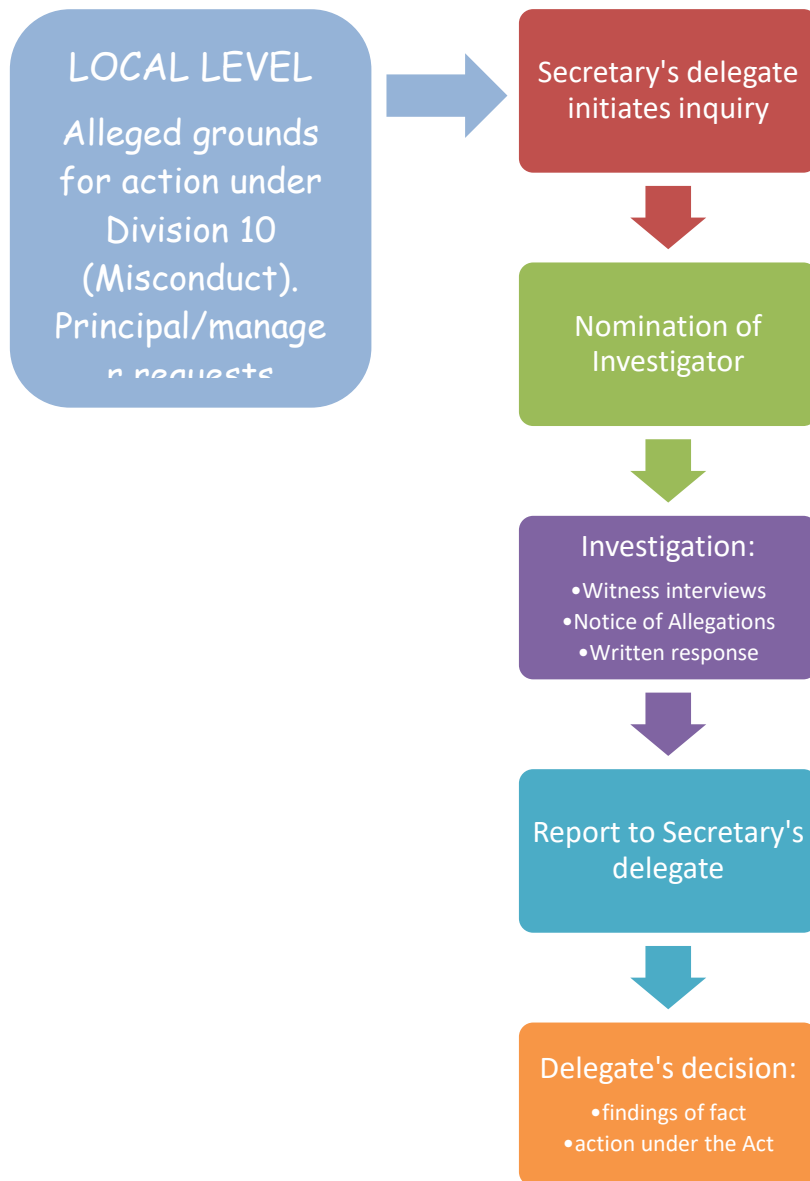 LOCAL LEVEL
Alleged grounds
for action under
Division 10
(Misconduct).
Principal/manage
r requests
Secretary's delegate
initiates inquiry
Nomination of
Investigator
Investigation:
•Witness interviews
•Notice of Allegations
•Written response
Report to Secretary's
delegate
Delegate's decision:
•findings of fact
•action under the Act